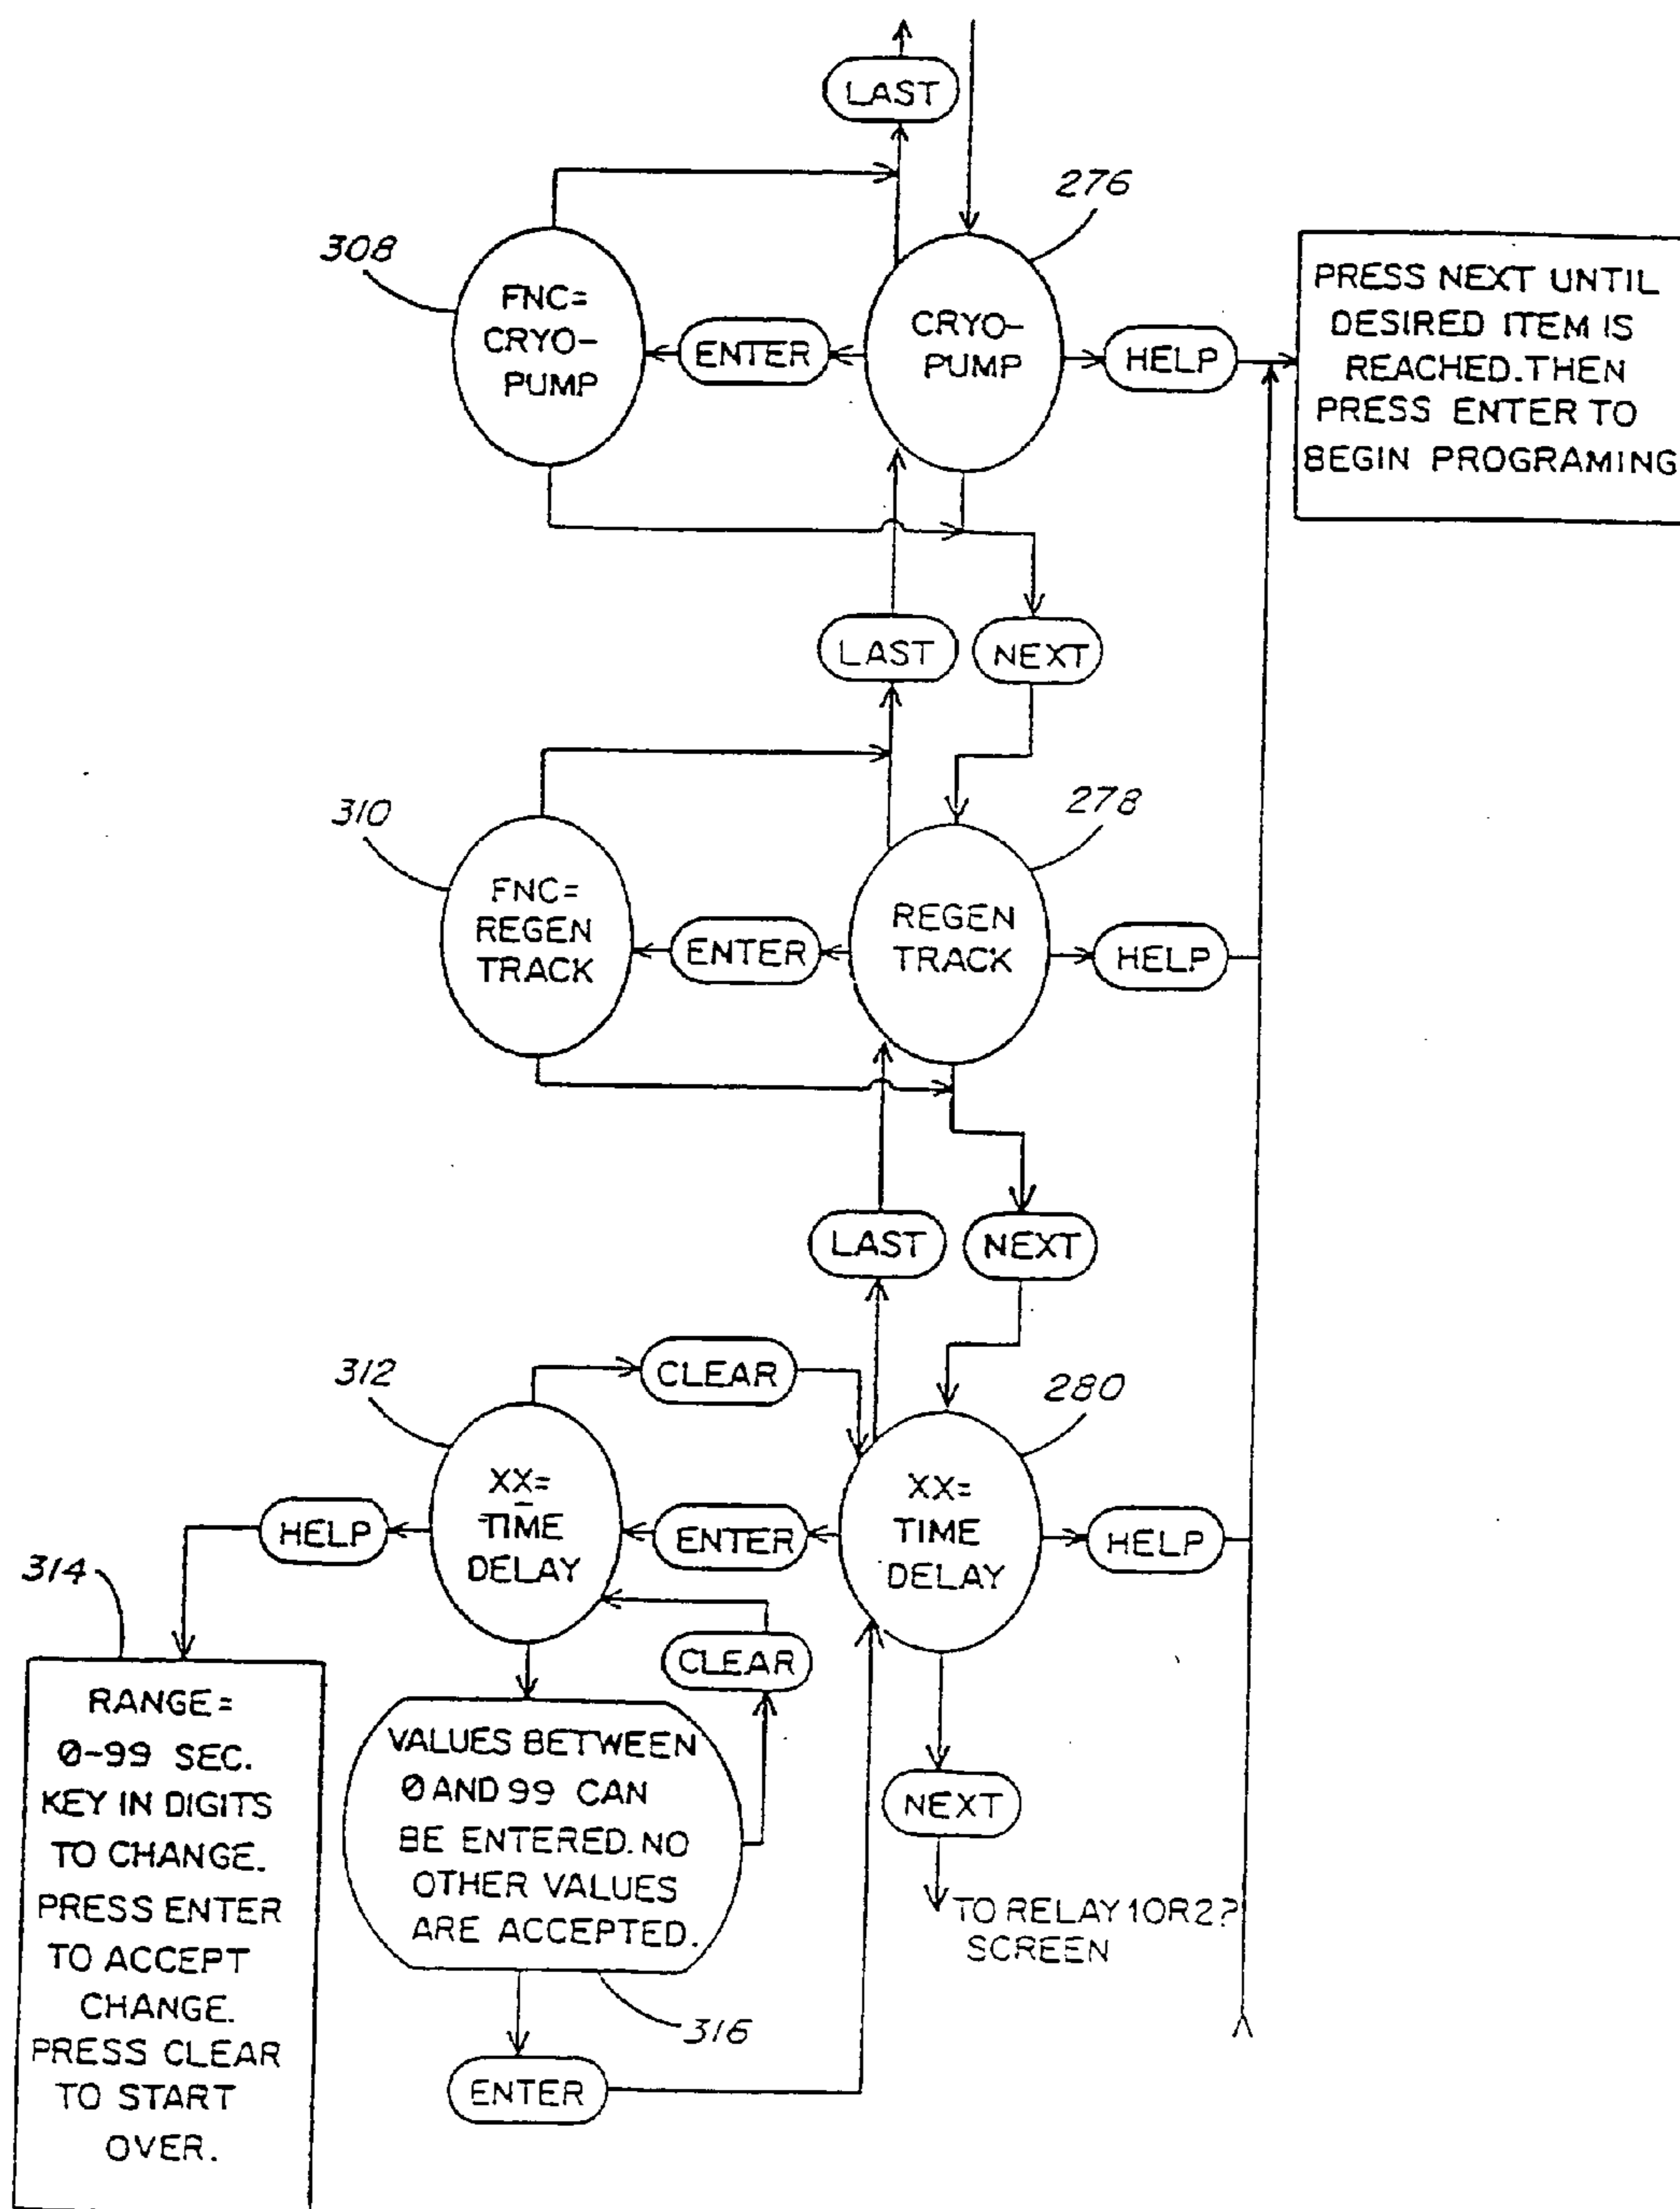 LAST
276
308
FNC=
CRYO-
PUMP
ENTER
CRYO-
PUMP
HELP
PRESS NEXT UNTIL
DESIRED ITEM IS
REACHED. THEN
PRESS ENTER TO
BEGIN PROGRAMING
LAST
NEXT
310
278
FNC=
REGEN
TRACK
ENTER
REGEN
TRACK
HELP
LAST
NEXT
312
CLEAR
280
XX=
TIME
DELAY
HELP
ENTER
XX=
TIME
DELAY
HELP
314
CLEAR
RANGE=
0-99 SEC.
KEY IN DIGITS
TO CHANGE.
PRESS ENTER
TO ACCEPT
CHANGE.
PRESS CLEAR
TO START
OVER.
VALUES BETWEEN
0 AND 99 CAN
BE ENTERED. NO
OTHER VALUES
ARE ACCEPTED.
316
ENTER
NEXT
TO RELAY 1 OR 2?
SCREEN